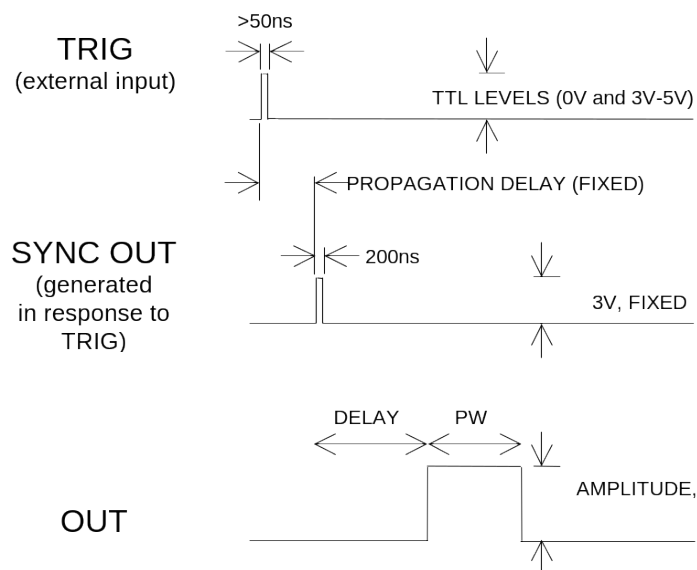 >50ns
TRIG
(external input)
TTL LEVELS (0V and 3V-5V)
PROPAGATION DELAY (FIXED)
SYNC OUT
200ns
(generated
in response to
TRIG)
3V, FIXED
DELAY
PW
AMPLITUDE,
OUT